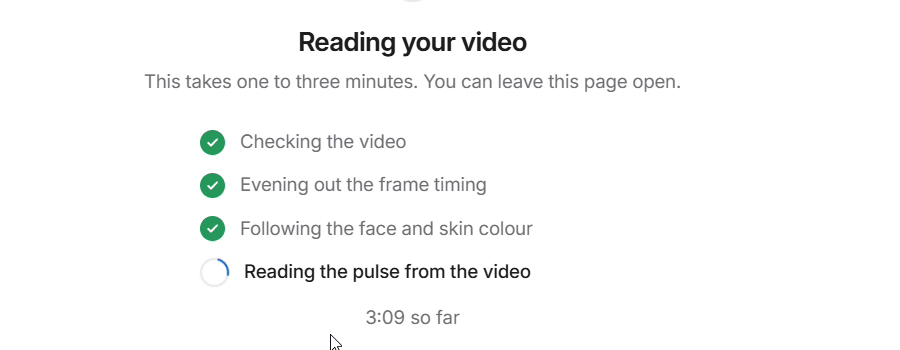 Reading your video
This takes one to three minutes. You can leave this page open.
Checking the video
Evening out the frame timing
Following the face and skin colour
Reading the pulse from the video
3:09 so far